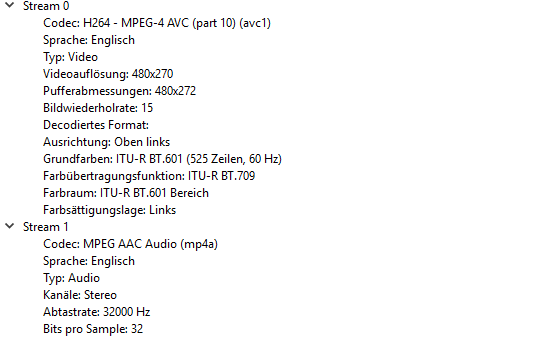 Stream 0
Codec: H264 - MPEG-4 AVC (part 10) (avc1)
Sprache: Englisch
Typ: Video
Videoauflösung: 480x270
Pufferabmessungen: 480x272
Bildwiederholrate: 15
Decodiertes Format:
Ausrichtung: Oben links
Grundfarben: ITU-R BT.601 (525 Zeilen, 60 Hz)
Farbübertragungsfunktion: ITU-R BT.709
Farbraum: ITU-R BT.601 Bereich
Farbsättigungslage: Links
Stream 1
Codec: MPEG AAC Audio (mp4a)
Sprache: Englisch
Typ: Audio
Kanäle: Stereo
Abtastrate: 32000 Hz
Bits pro Sample: 32